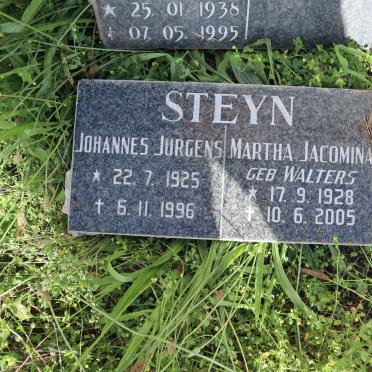 * 25. 01. 1938
+ 07. 05. 1995
STEYN
JOHANNES JURGENS
* 22. 7. 1925
† 6. 11. 1996
MARTHA JACOMINA
GEB WALTERS
* 17. 9. 1928
† 10. 6. 2005